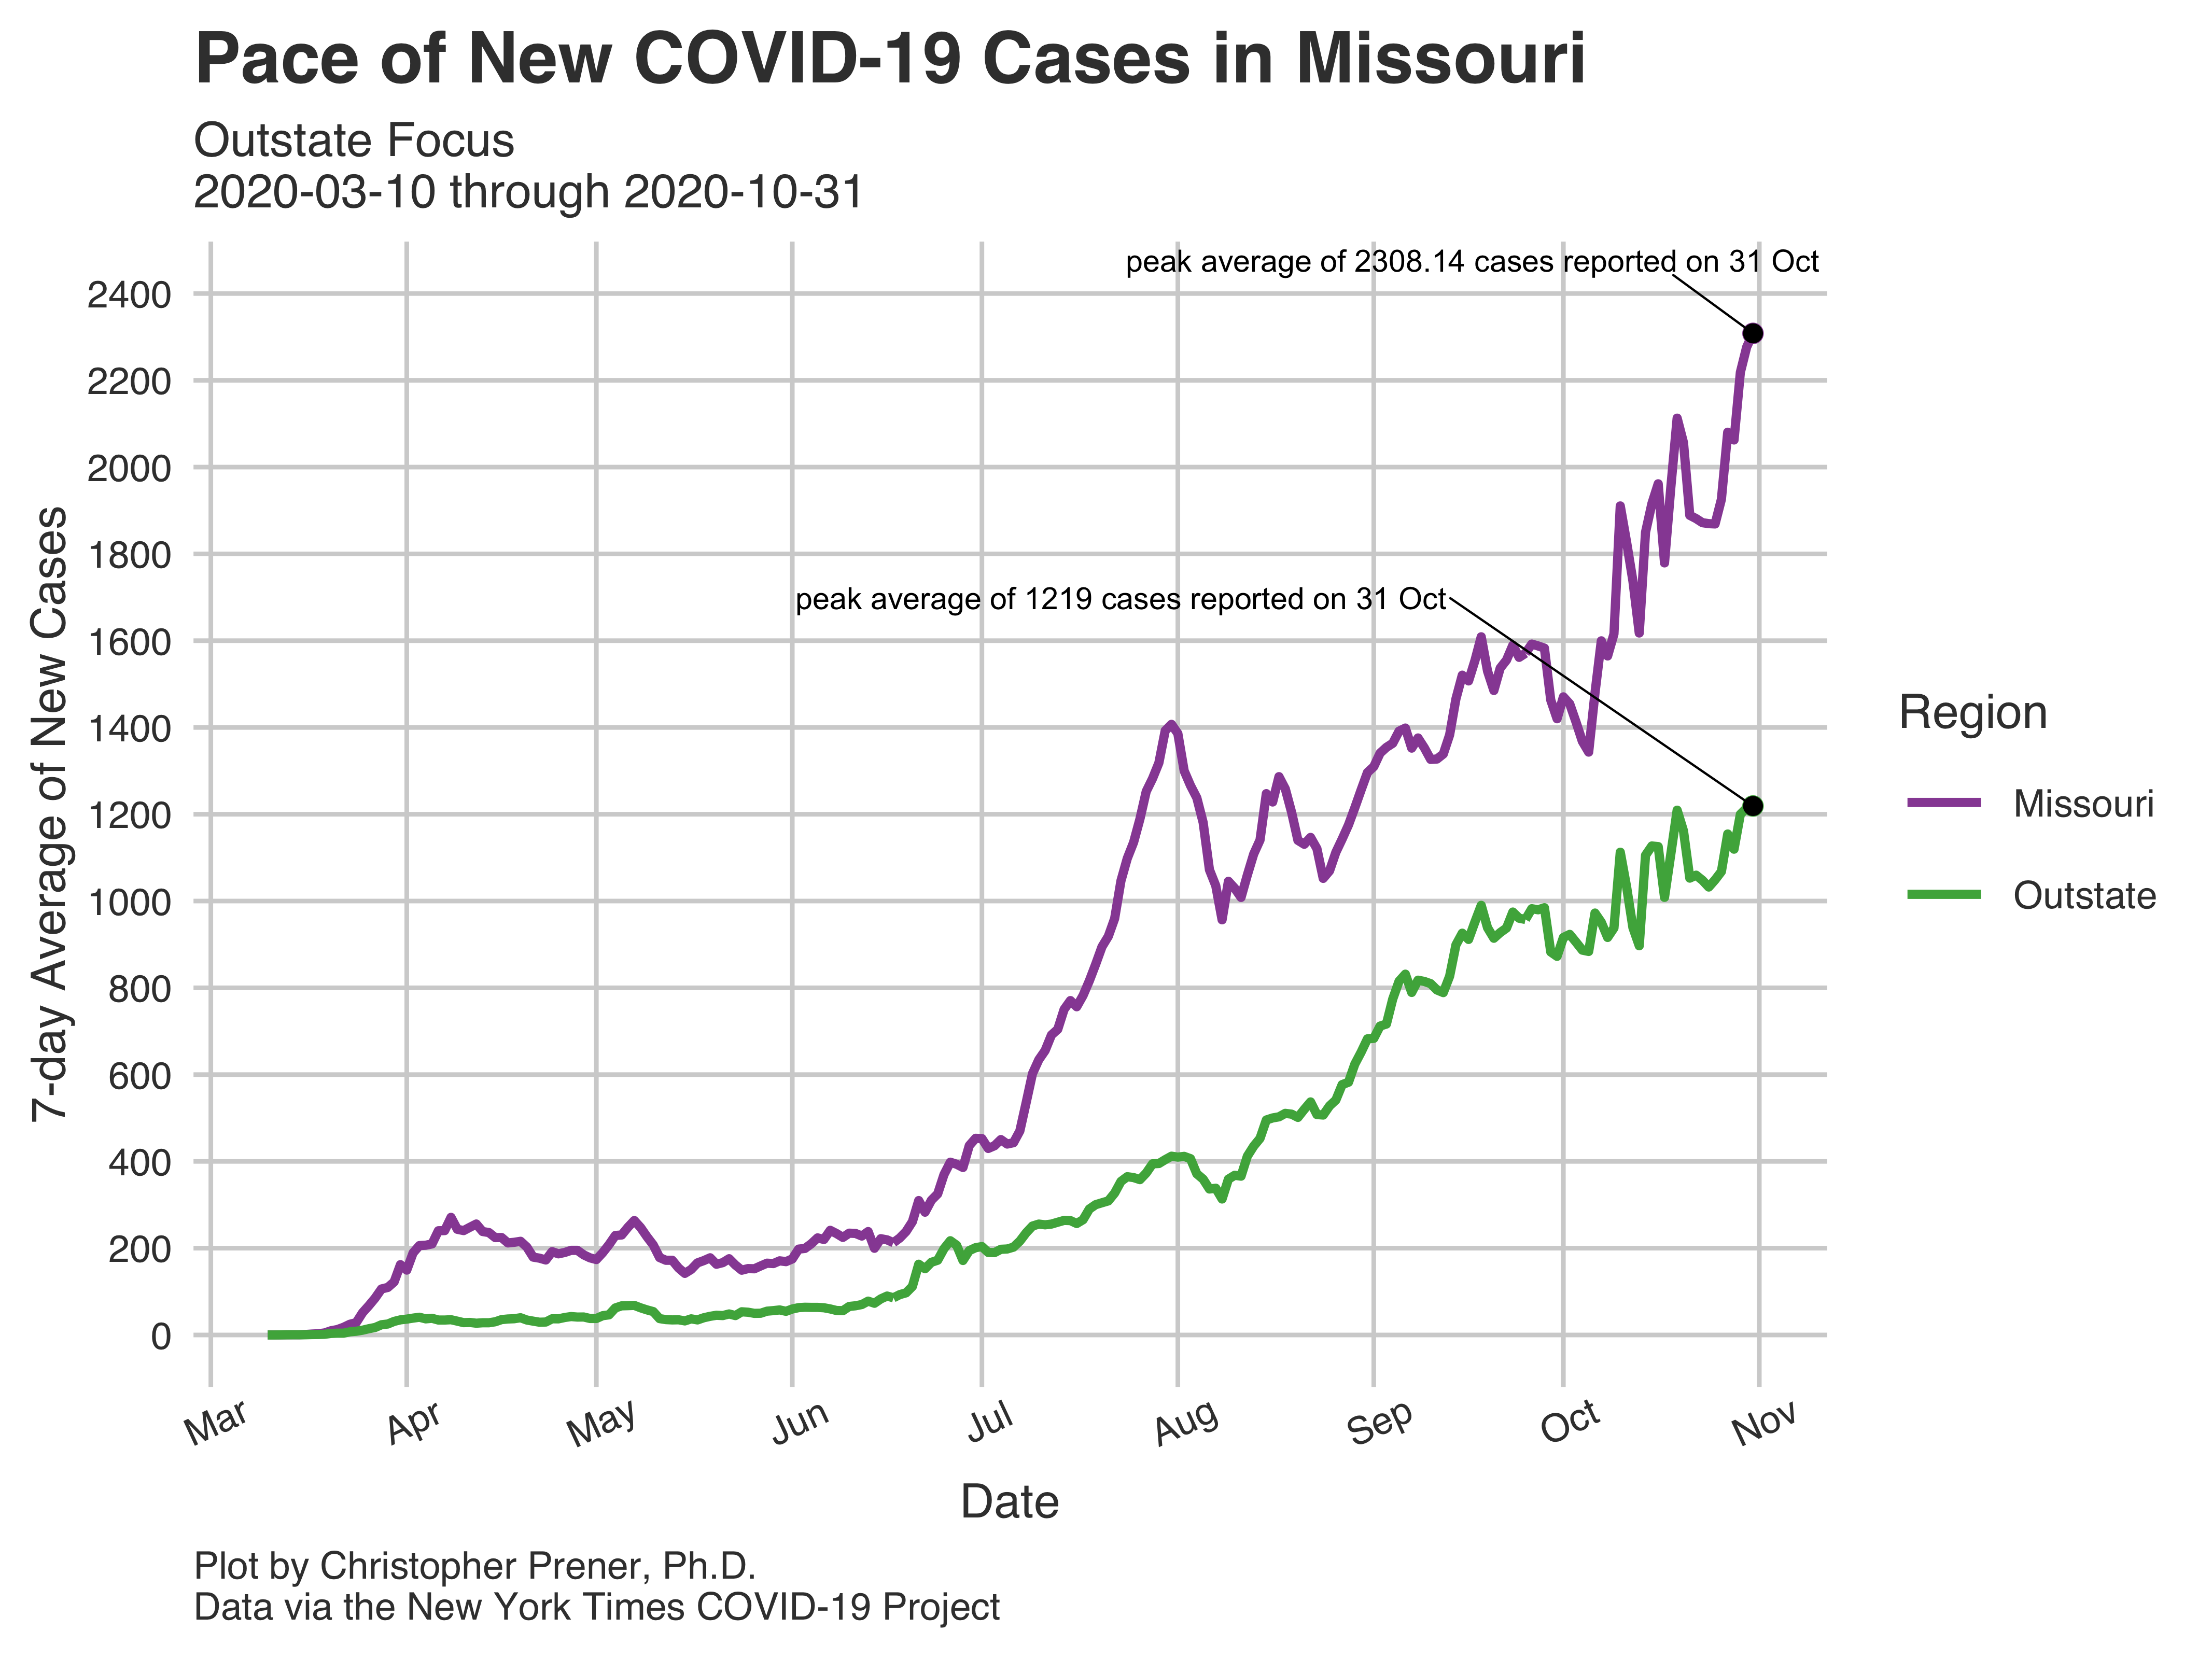 Pace of New COVID-19 Cases in Missouri
Outstate Focus
2020-03-10 through 2020-10-31
peak average of 2308.14 cases reported on 31 Oct
peak average of 1219 cases reported on 31 Oct
7-day Average of New Cases
2400
2200
2000
1800
1600
1400
1200
1000
800
600
400
200
0
Mar
Apr
May
Jun
Jul
Aug
Sep
Oct
Nov
Date
Region
Missouri
Outstate
Plot by Christopher Prener, Ph.D.
Data via the New York Times COVID-19 Project